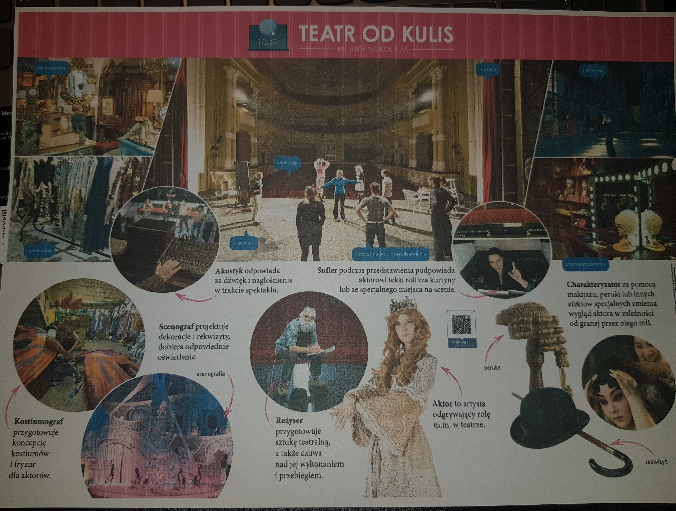 TEATR OD KULIS
Akustyk odpowiada
za dźwięk i nagłośnienie
w trakcie spektaklu.
Sufler podczas przedstawienia podpowiada
aktorowi tekst roli zza kurtyny
lub ze specjalnego miejsca na scenie.
Charakteryzator za pomocą
makijażu, peruki lub innych
efektów specjalnych zmienia
wygląd aktora w zależności
od granej przez niego roli.
Scenograf projektuje
dekoracje i rekwizyty,
dobiera odpowiednie
oświetlenie.
scenografia
peruka
Kostiumograf
przygotowuje
koncepcję
kostiumów
i fryzur
dla aktorów.
Reżyser
przygotowuje
sztukę teatralną,
a także czuwa
nad jej wykonaniem
i przebiegiem.
Aktor to artysta
odgrywający rolę
m.in. w teatrze.
rekwizyt